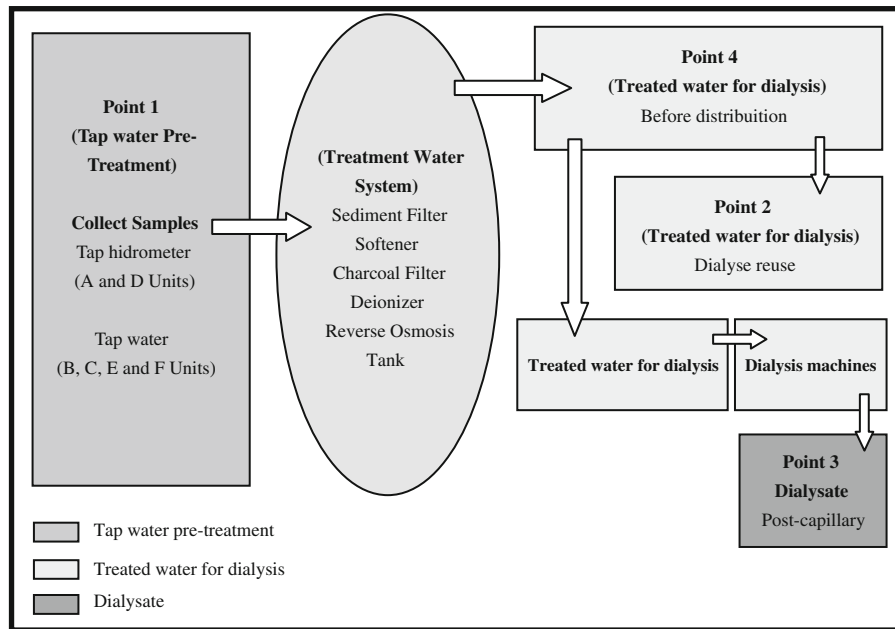 Point 1
(Tap water Pre-
Treatment)
Collect Samples
Tap hidrometer
(A and D Units)
Tap water
(B, C, E and F Units)
(Treatment Water
System)
Sediment Filter
Softener
Charcoal Filter
Deionizer
Reverse Osmosis
Tank
Point 4
(Treated water for dialysis)
Before distribuition
Point 2
(Treated water for dialysis)
Dialyse reuse
Treated water for dialysis
Dialysis machines
Point 3
Dialysate
Post-capillary
Tap water pre-treatment
Treated water for dialysis
Dialysate